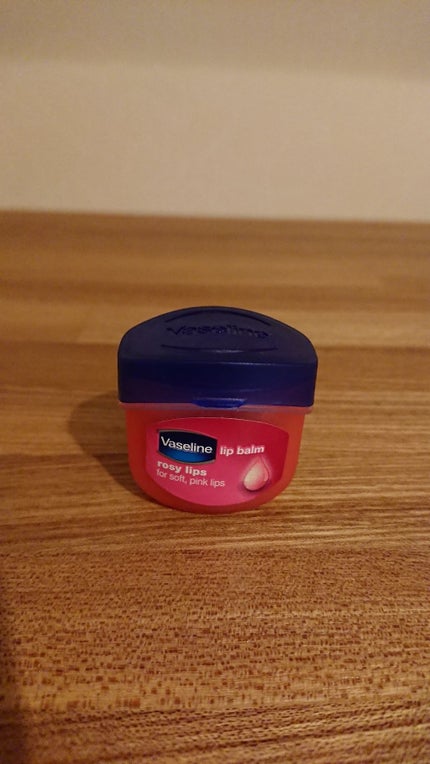 Vaseline
Vaseline lip balm
rosy lips
for soft, pink lips